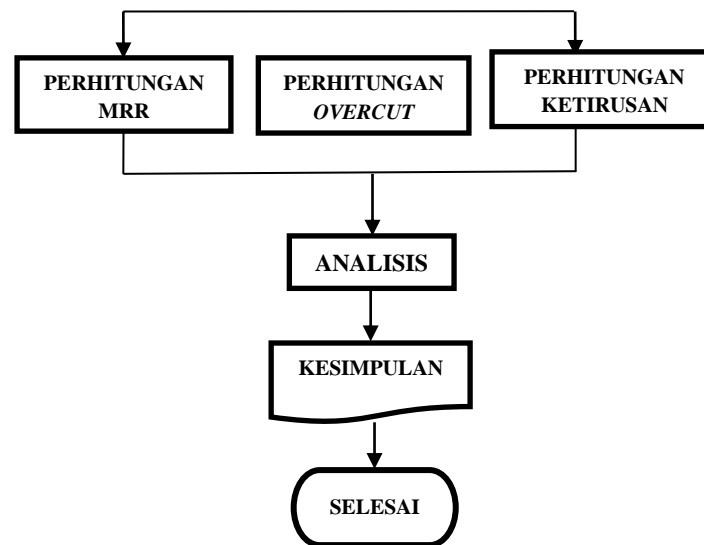 PERHITUNGAN
MRR
PERHITUNGAN
OVERCUT
PERHITUNGAN
KETIRUSAN
ANALISIS
KESIMPULAN
SELESAI